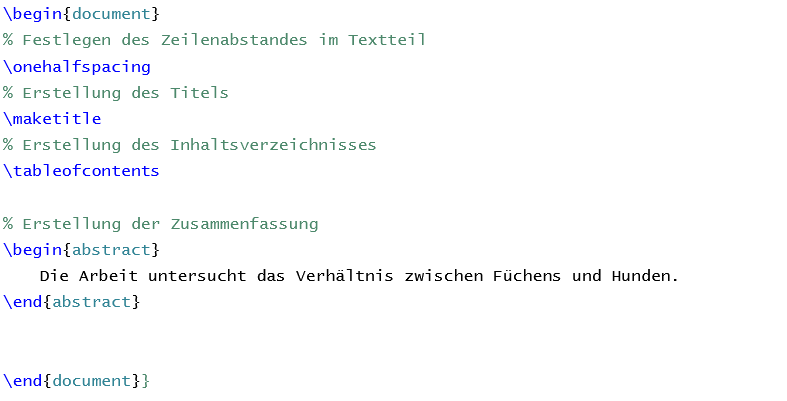 \begin{document}
% Festlegen des Zeilenabstandes im Textteil
\onehalfspacing
% Erstellung des Titels
\maketitle
% Erstellung des Inhaltsverzeichnisses
\tableofcontents
% Erstellung der Zusammenfassung
\begin{abstract}
Die Arbeit untersucht das Verhältnis zwischen Füchens und Hunden.
\end{abstract}
\end{document}}